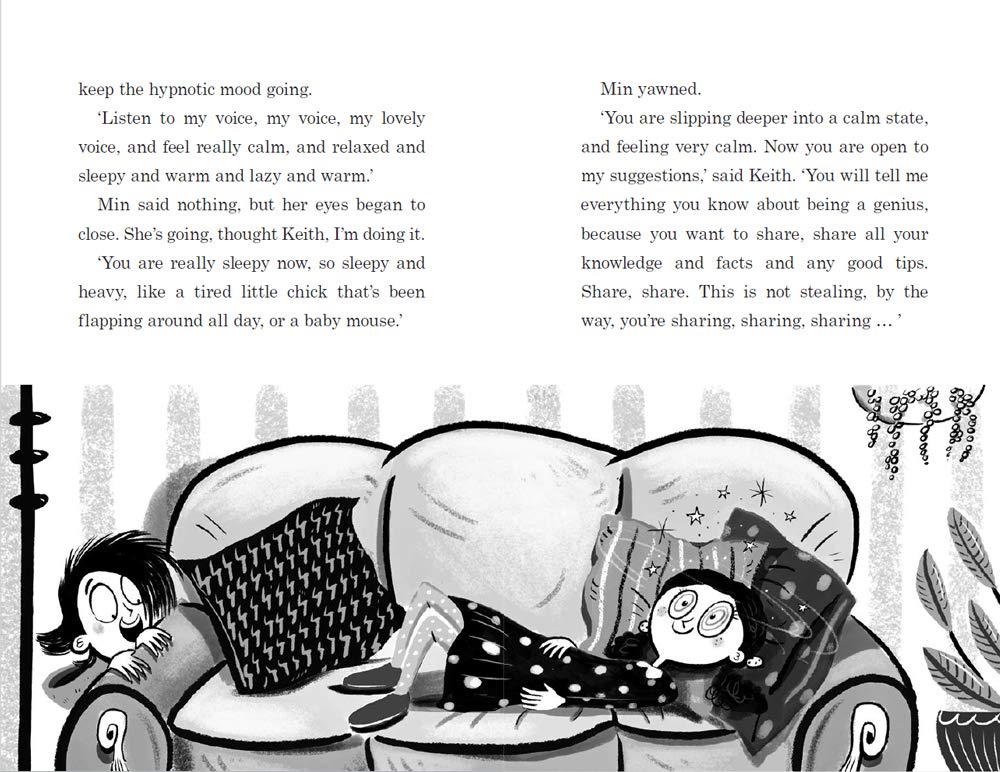 keep the hypnotic mood going.
‘Listen to my voice, my voice, my lovely
voice, and feel really calm, and relaxed and
sleepy and warm and lazy and warm.’
Min said nothing, but her eyes began to
close. She’s going, thought Keith, I’m doing it.
‘You are really sleepy now, so sleepy and
heavy, like a tired little chick that’s been
flapping around all day, or a baby mouse.’
Min yawned.
‘You are slipping deeper into a calm state,
and feeling very calm. Now you are open to
my suggestions,’ said Keith. ‘You will tell me
everything you know about being a genius,
because you want to share, share all your
knowledge and facts and any good tips.
Share, share. This is not stealing, by the
way, you’re sharing, sharing, sharing … ’